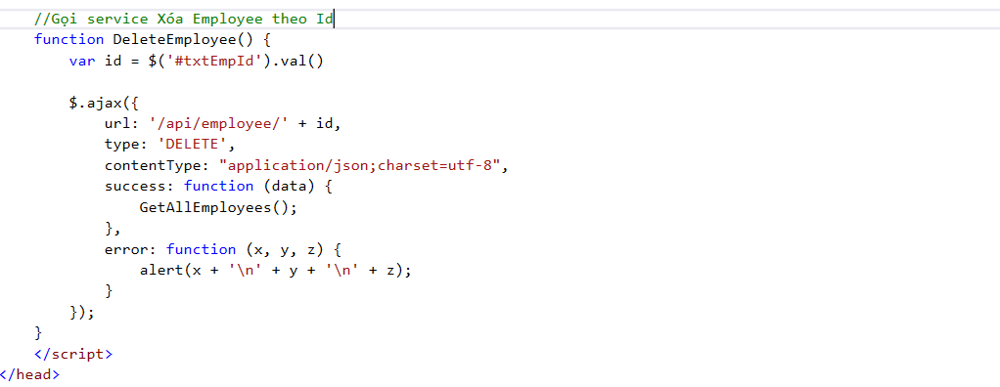 //Gọi service Xóa Employee theo Id
function DeleteEmployee() {
var id = $('#txtEmpId').val()
$.ajax({
url: '/api/employee/' + id,
type: 'DELETE',
contentType: "application/json;charset=utf-8",
success: function (data) {
GetAllEmployees();
},
error: function (x, y, z) {
alert(x + '\n' + y + '\n' + z);
}
});
}
</script>
</head>